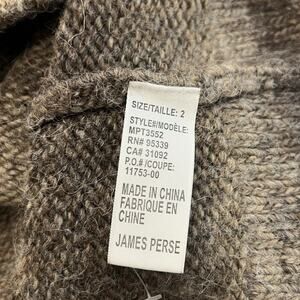 SIZE/TAILLE: 2
STYLE#/MODÈLE:
MPT3552
RN# 95339
CA# 31092
P.O.# /COUPE:
11753-00
MADE IN CHINA
FABRIQUE EN
CHINE
JAMES PERSE